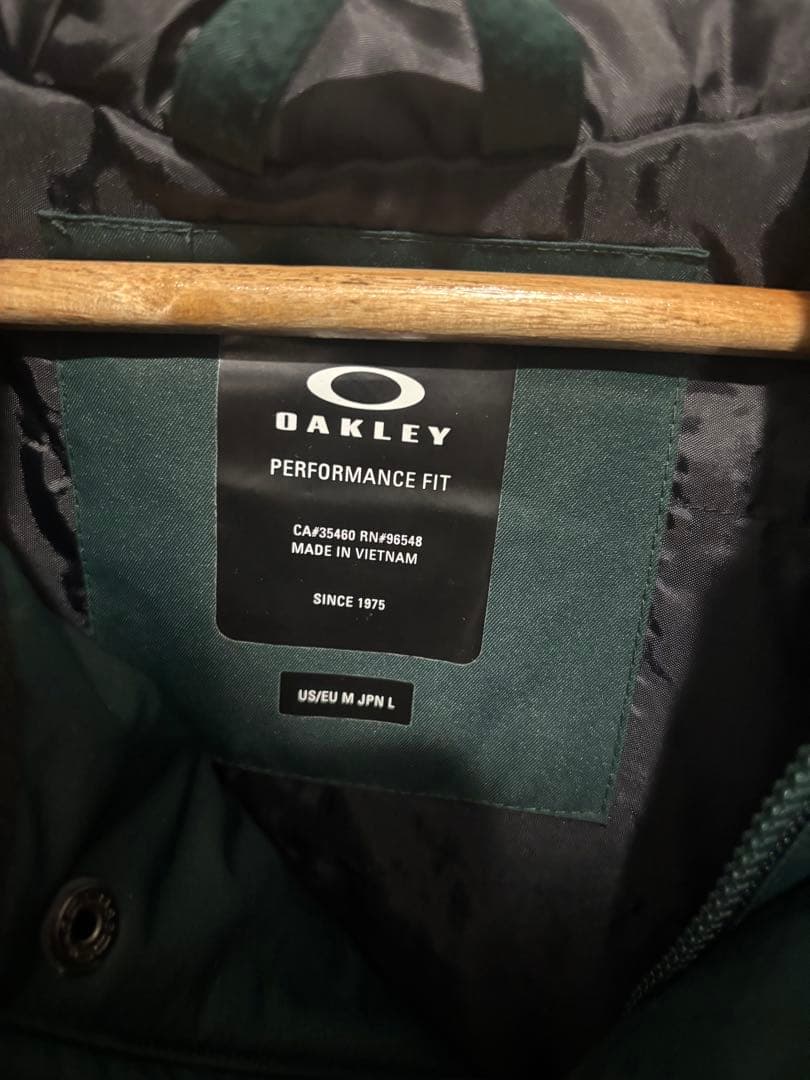 OAKLEY
PERFORMANCE FIT
CA#35460 RN#96548
MADE IN VIETNAM
SINCE 1975
US/EU M JPN L